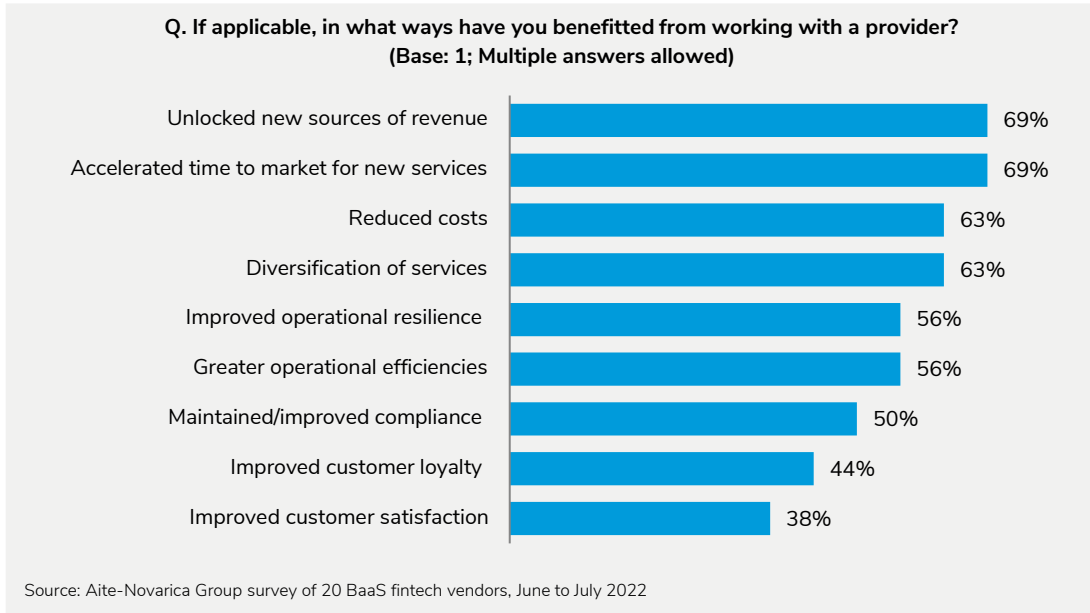 Q. If applicable, in what ways have you benefitted from working with a provider?
(Base: 1; Multiple answers allowed)
Unlocked new sources of revenue 69%
Accelerated time to market for new services 69%
Reduced costs 63%
Diversification of services 63%
Improved operational resilience 56%
Greater operational efficiencies 56%
Maintained/improved compliance 50%
Improved customer loyalty 44%
Improved customer satisfaction 38%
Source: Aite-Novarica Group survey of 20 BaaS fintech vendors, June to July 2022